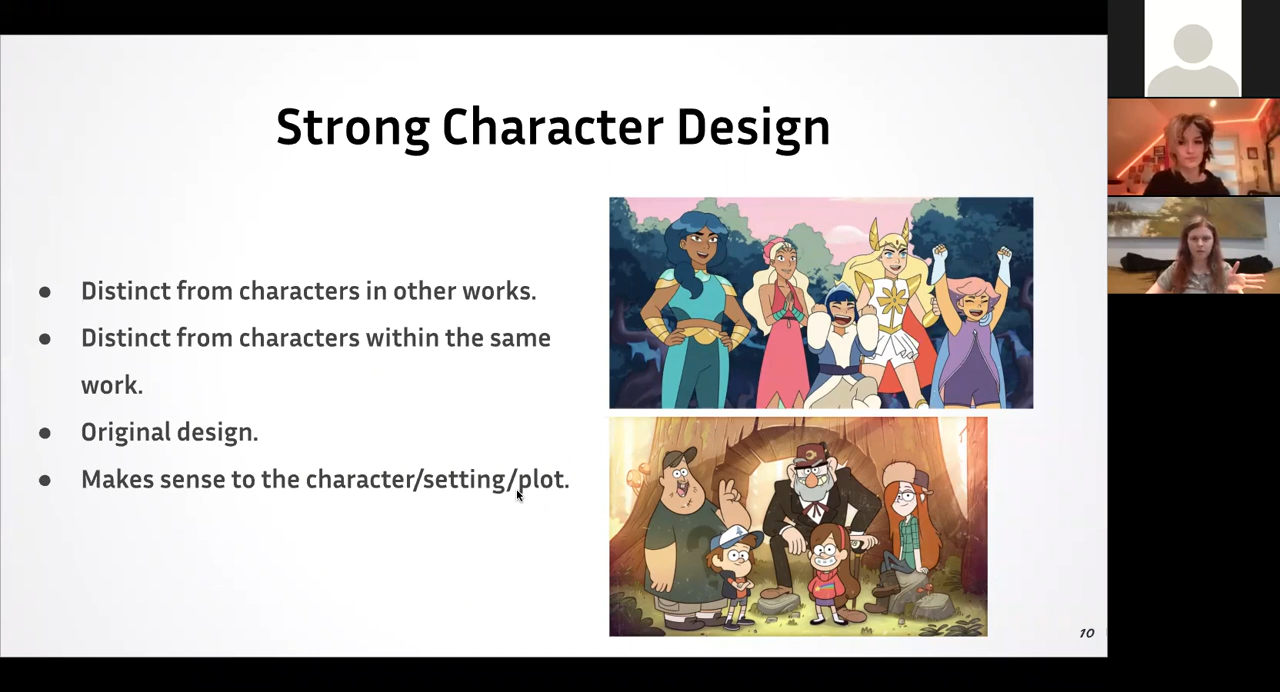 Strong Character Design
● Distinct from characters in other works.
● Distinct from characters within the same
work.
● Original design.
● Makes sense to the character/setting/plot.
10